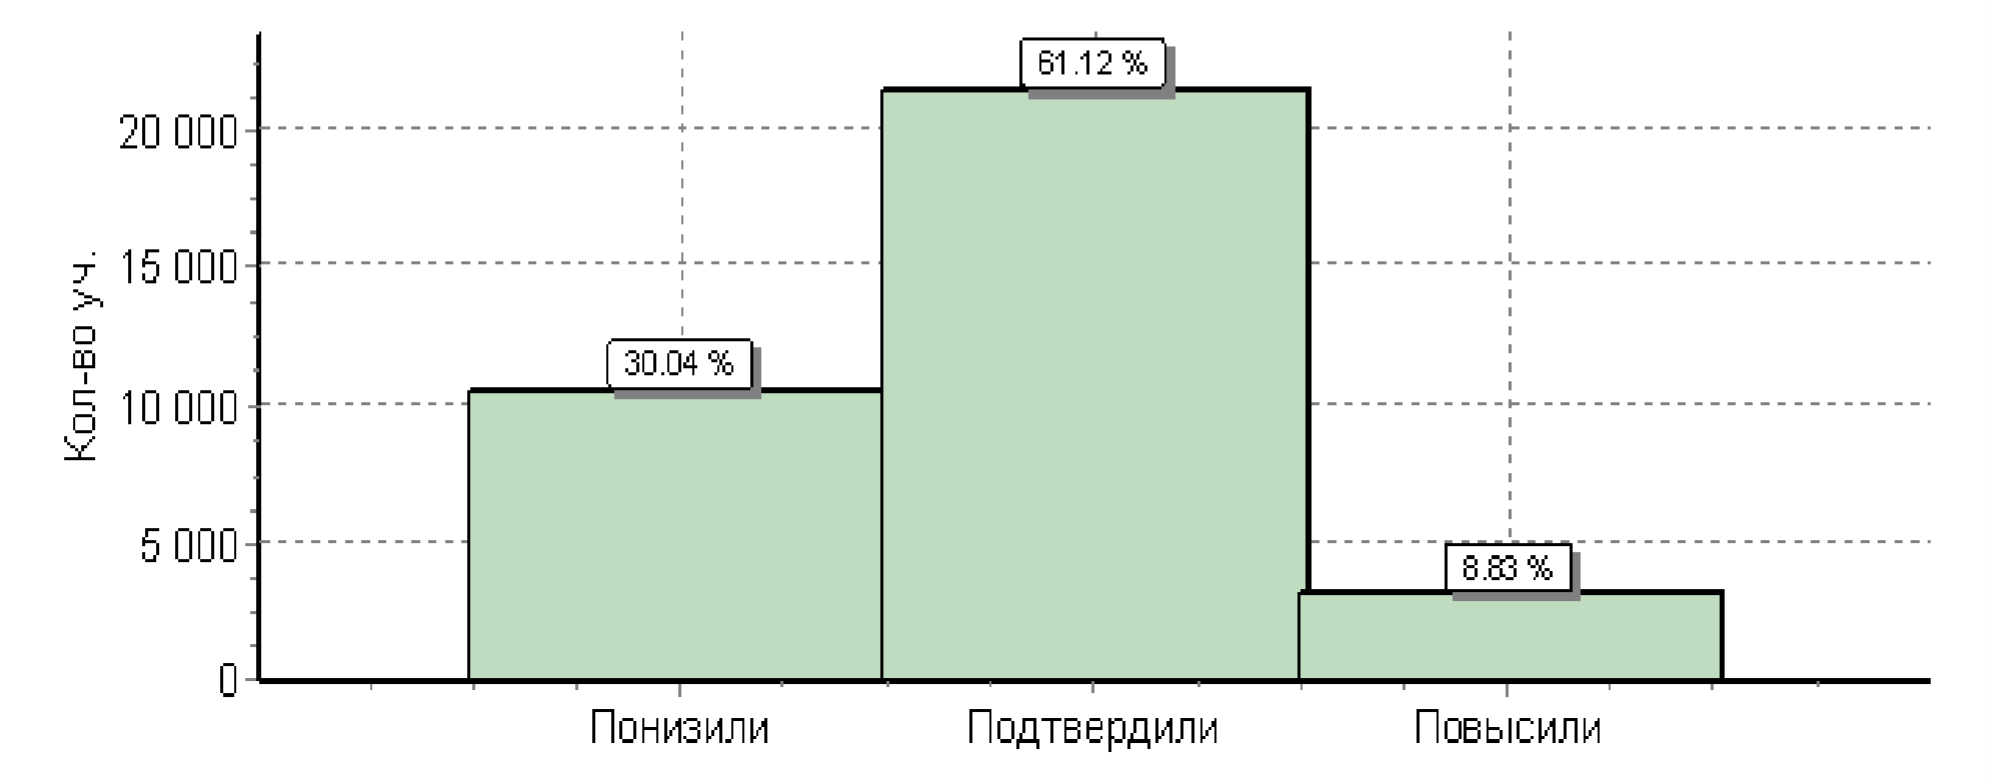 Кол-во уч.
20 000
15 000
10 000
5 000
0
61.12 %
30.04 %
8.83 %
Понизили
Подтвердили
Повысили